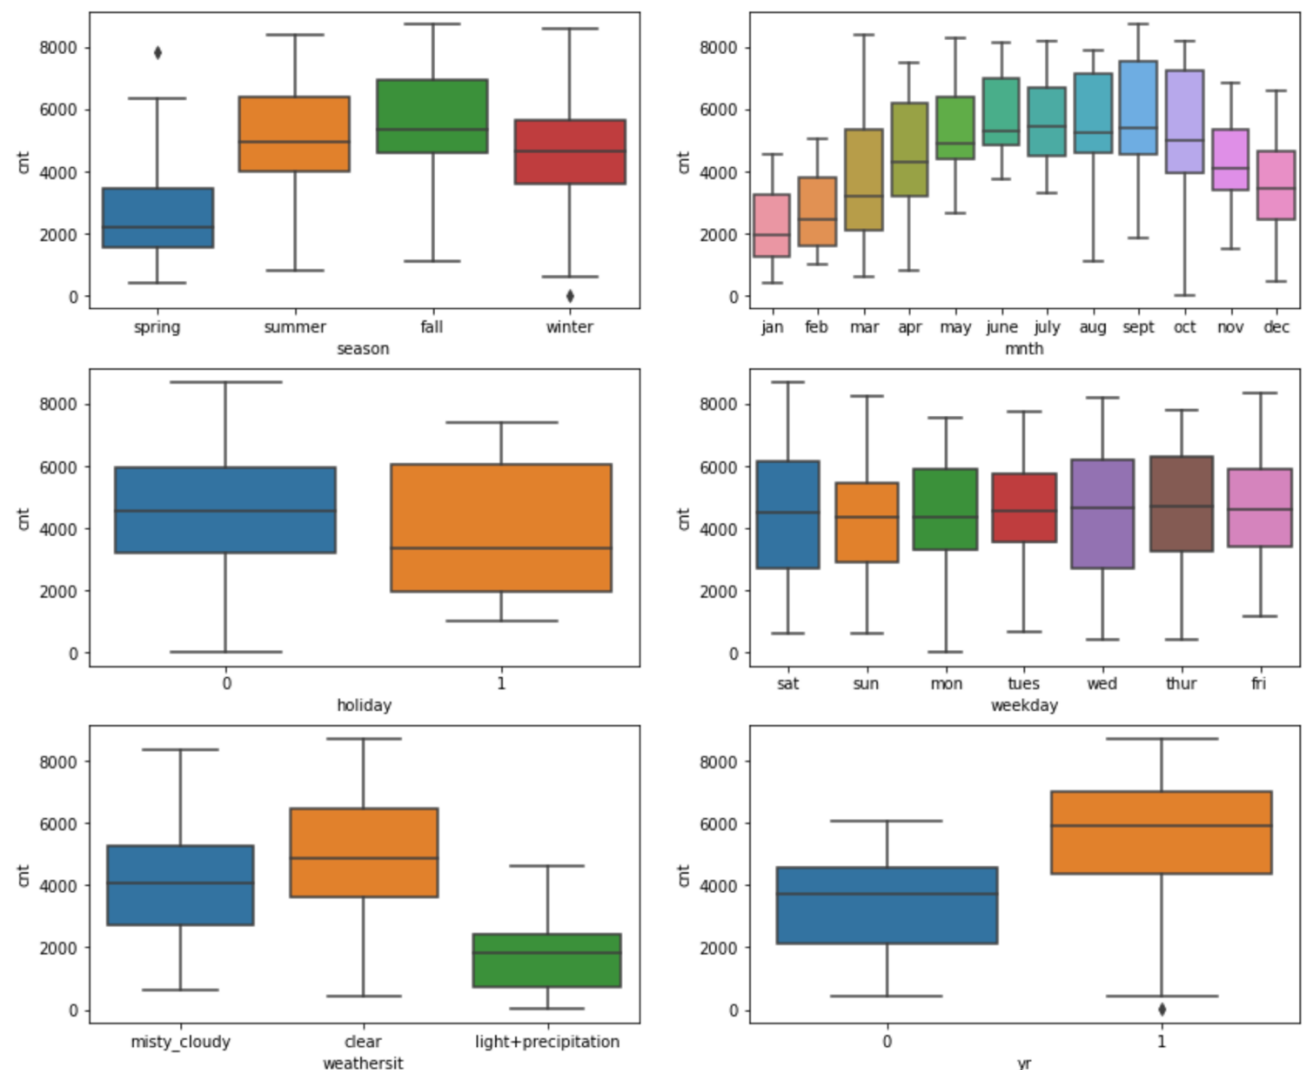 8000
6000
4000
2000
0
cnt
spring summer fall winter
season
8000
6000
4000
2000
0
cnt
jan feb mar apr may june july aug sept oct nov dec
mnth
8000
6000
4000
2000
0
cnt
0 1
holiday
8000
6000
4000
2000
0
cnt
sat sun mon tues wed thur fri
weekday
8000
6000
4000
2000
0
cnt
misty_cloudy clear light+precipitation
weathersit
8000
6000
4000
2000
0
cnt
0 1
yr